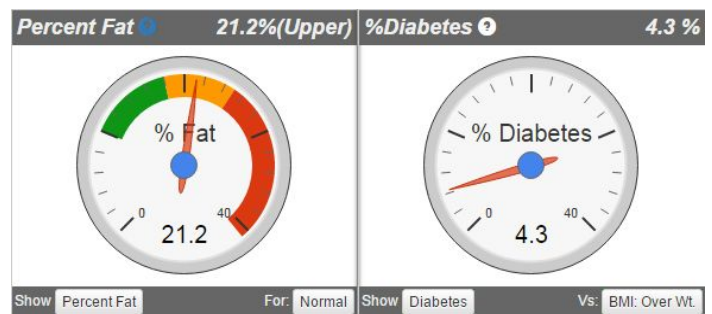 Percent Fat ? 21.2%(Upper)
% Fat
0 40
21.2
Show Percent Fat For: Normal
%Diabetes ? 4.3 %
% Diabetes
0 40
4.3
Show Diabetes Vs: BMI: Over Wt.